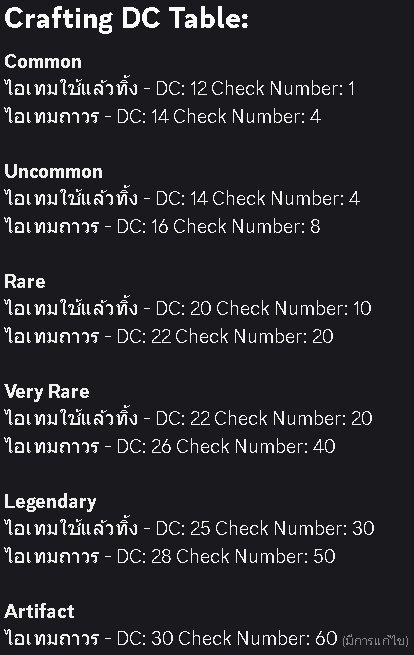 Crafting DC Table:
Common
ไอเทมใช้แล้วทิ้ง - DC: 12 Check Number: 1
ไอเทมถาวร - DC: 14 Check Number: 4
Uncommon
ไอเทมใช้แล้วทิ้ง - DC: 14 Check Number: 4
ไอเทมถาวร - DC: 16 Check Number: 8
Rare
ไอเทมใช้แล้วทิ้ง - DC: 20 Check Number: 10
ไอเทมถาวร - DC: 22 Check Number: 20
Very Rare
ไอเทมใช้แล้วทิ้ง - DC: 22 Check Number: 20
ไอเทมถาวร - DC: 26 Check Number: 40
Legendary
ไอเทมใช้แล้วทิ้ง - DC: 25 Check Number: 30
ไอเทมถาวร - DC: 28 Check Number: 50
Artifact
ไอเทมถาวร - DC: 30 Check Number: 60 (มีการแก้ไข)